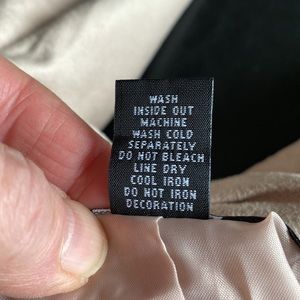 WASH
INSIDE OUT
MACHINE
WASH COLD
SEPARATELY
DO NOT BLEACH
LINE DRY
COOL IRON
DO NOT IRON
DECORATION